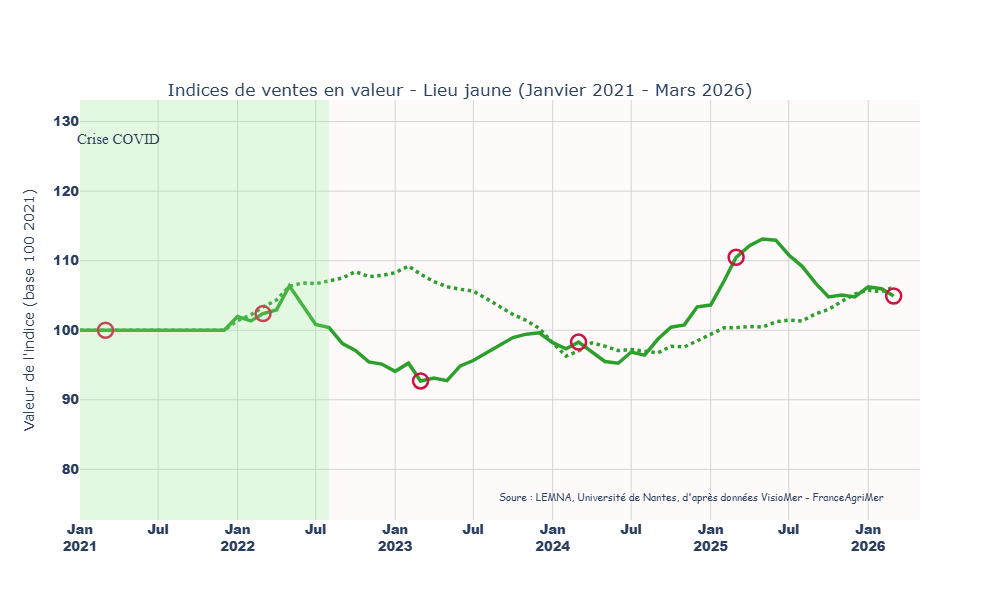 Indices de ventes en valeur - Lieu jaune (Janvier 2021 - Mars 2026)
130
Crise COVID
120
110
100
90
80
Valeur de l'Indice (base 100 2021)
Soure : LEMNA, Université de Nantes, d'après données VisioMer - FranceAgriMer
Jan Jul Jan Jul Jan Jul Jan Jul Jan Jul Jan
2021 2022 2023 2024 2025 2026